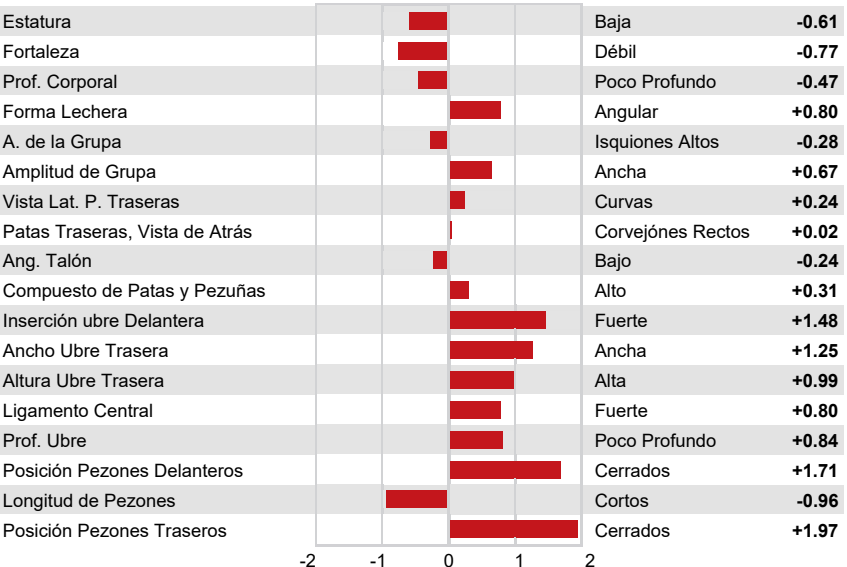 Estatura Baja -0.61
Fortaleza Débil -0.77
Prof. Corporal Poco Profundo -0.47
Forma Lechera Angular +0.80
A. de la Grupa Isquiones Altos -0.28
Amplitud de Grupa Ancha +0.67
Vista Lat. P. Traseras Curvas +0.24
Patas Traseras, Vista de Atrás Corvejónes Rectos +0.02
Ang. Talón Bajo -0.24
Compuesto de Patas y Pezuñas Alto +0.31
Inserción ubre Delantera Fuerte +1.48
Ancho Ubre Trasera Ancha +1.25
Altura Ubre Trasera Alta +0.99
Ligamento Central Fuerte +0.80
Prof. Ubre Poco Profundo +0.84
Posición Pezones Delanteros Cerrados +1.71
Longitud de Pezones Cortos -0.96
Posición Pezones Traseros Cerrados +1.97
-2 -1 0 1 2